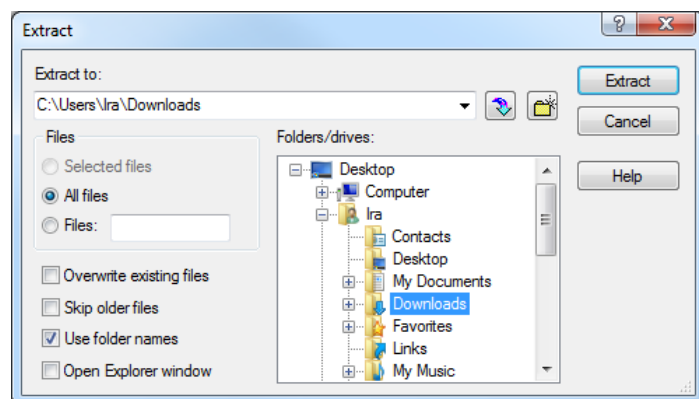 Extract
Extract to:
Extract
C:\Users\Ira\Downloads
Cancel
Files
Folders/drives:
Selected files
Desktop
Help
All files
Computer
Files:
Ira
Contacts
Desktop
Overwrite existing files
My Documents
Skip older files
Downloads
Use folder names
Favorites
Links
Open Explorer window
My Music